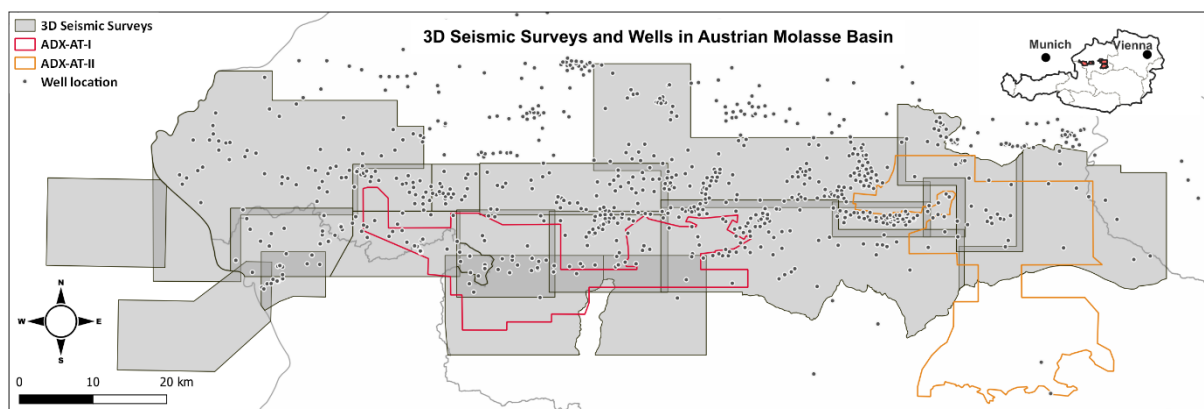 3D Seismic Surveys
ADX-AT-I
ADX-AT-II
Well location
3D Seismic Surveys and Wells in Austrian Molasse Basin
Munich
Vienna
N
W
E
S
0
10
20 km